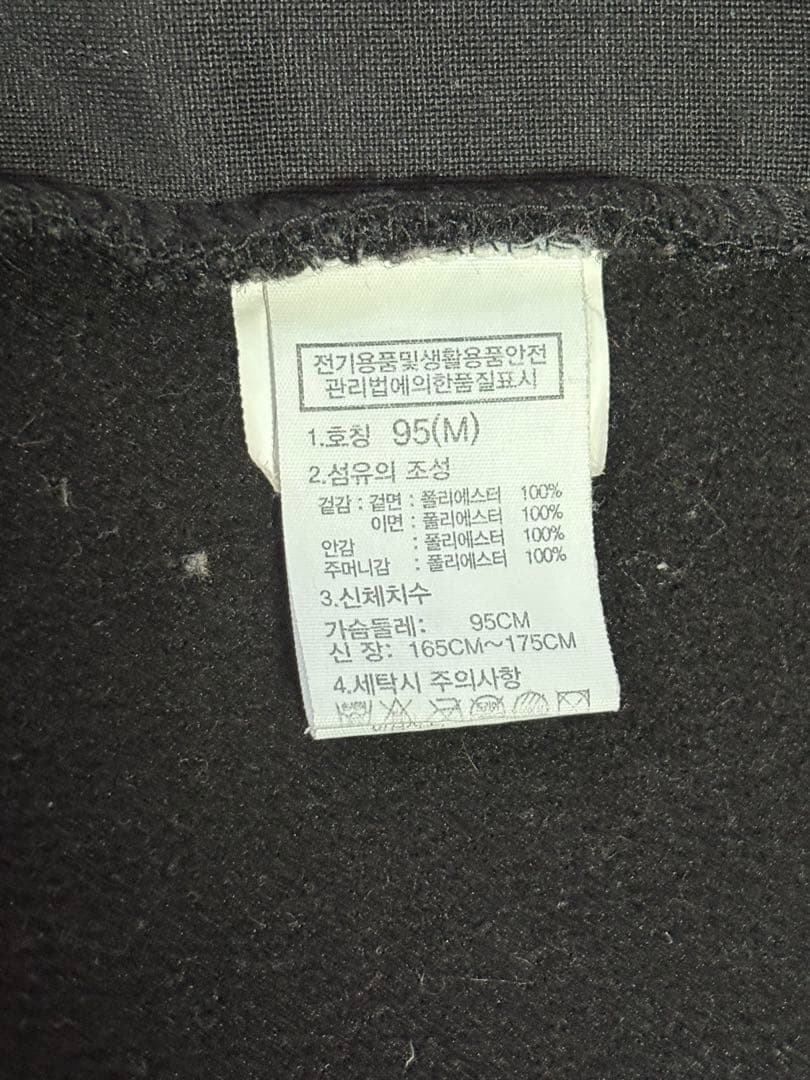 전기용품및생활용품안전
관리법에의한품질표시
1.호칭 95(M)
2.섬유의 조성
겉감 : 겉면 : 폴리에스터 100%
이면 : 폴리에스터 100%
안감 : 폴리에스터 100%
주머니감 : 폴리에스터 100%
3.신체치수
가슴둘레: 95CM
신 장: 165CM~175CM
4.세탁시 주의사항